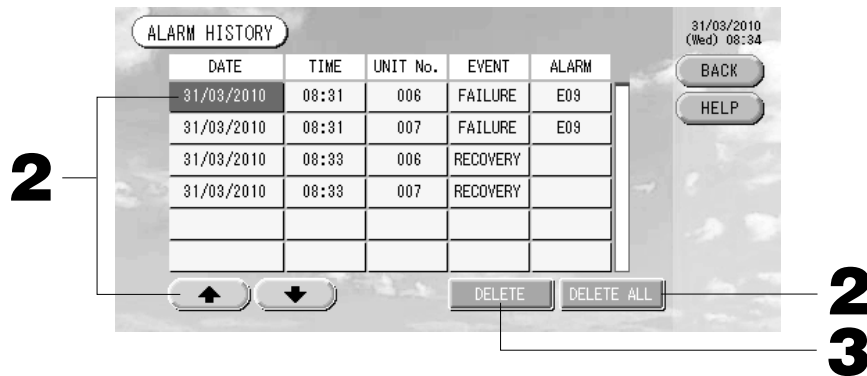 ALARM HISTORY
31/03/2010
(Wed) 08:34
BACK
HELP
DATE TIME UNIT No. EVENT ALARM
31/03/2010 08:31 006 FAILURE E09
31/03/2010 08:31 007 FAILURE E09
31/03/2010 08:33 006 RECOVERY
31/03/2010 08:33 007 RECOVERY
2
DELETE DELETE ALL
2
3